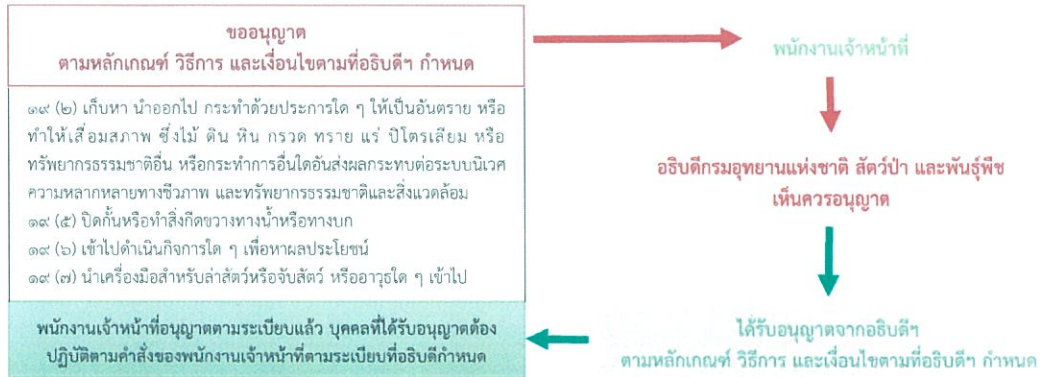 ขออนุญาต
ตามหลักเกณฑ์ วิธีการ และเงื่อนไขตามที่อธิบดีฯ กำหนด
๑๙ (๒) เก็บหา นำออกไป กระทำด้วยประการใด ๆ ให้เป็นอันตราย หรือ
ทำให้เสื่อมสภาพ ซึ่งไม้ ดิน หิน กรวด ทราย แร่ ปิโตรเลียม หรือ
ทรัพยากรธรรมชาติอื่น หรือกระทำการอื่นใดอันส่งผลกระทบต่อระบบนิเวศ
ความหลากหลายทางชีวภาพ และทรัพยากรธรรมชาติและสิ่งแวดล้อม
๑๙ (๕) ปิดกั้นหรือทำสิ่งกีดขวางทางน้ำหรือทางบก
๑๙ (๖) เข้าไปดำเนินกิจการใด ๆ เพื่อหาผลประโยชน์
๑๙ (๗) นำเครื่องมือสำหรับล่าสัตว์หรือจับสัตว์ หรืออาวุธใด ๆ เข้าไป
พนักงานเจ้าหน้าที่อนุญาตตามระเบียบแล้ว บุคคลที่ได้รับอนุญาตต้อง
ปฏิบัติตามคำสั่งของพนักงานเจ้าหน้าที่ตามระเบียบที่อธิบดีกำหนด
พนักงานเจ้าหน้าที่
อธิบดีกรมอุทยานแห่งชาติ สัตว์ป่า และพันธุ์พืช
เห็นควรอนุญาต
ได้รับอนุญาตจากอธิบดีฯ
ตามหลักเกณฑ์ วิธีการ และเงื่อนไขตามที่อธิบดีฯ กำหนด